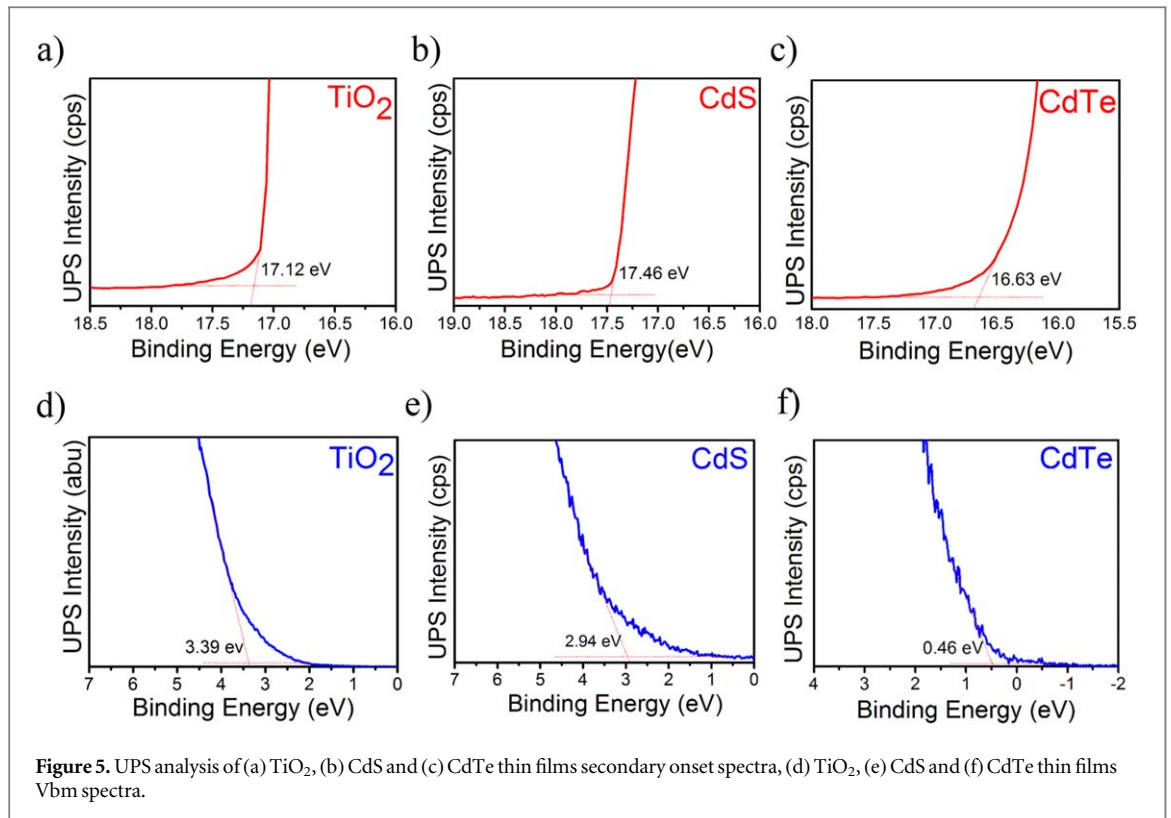 a)
b)
c)
TiO2
CdS
CdTe
UPS Intensity (cps)
UPS Intensity (cps)
UPS Intensity (cps)
17.12 eV
17.46 eV
16.63 eV
18.5 18.0 17.5 17.0 16.5 16.0
19.0 18.5 18.0 17.5 17.0 16.5 16.0
18.0 17.5 17.0 16.5 16.0 15.5
Binding Energy (eV)
Binding Energy(eV)
Binding Energy(eV)
d)
e)
f)
TiO2
CdS
CdTe
UPS Intensity (abu)
UPS Intensity (cps)
UPS Intensity (cps)
3.39 eV
2.94 eV
0.46 eV
7 6 5 4 3 2 1 0
7 6 5 4 3 2 1 0
4 3 2 1 0 -1 -2
Binding Energy (eV)
Binding Energy (eV)
Binding Energy (eV)
Figure 5. UPS analysis of (a) TiO2, (b) CdS and (c) CdTe thin films secondary onset spectra, (d) TiO2, (e) CdS and (f) CdTe thin films
Vbm spectra.